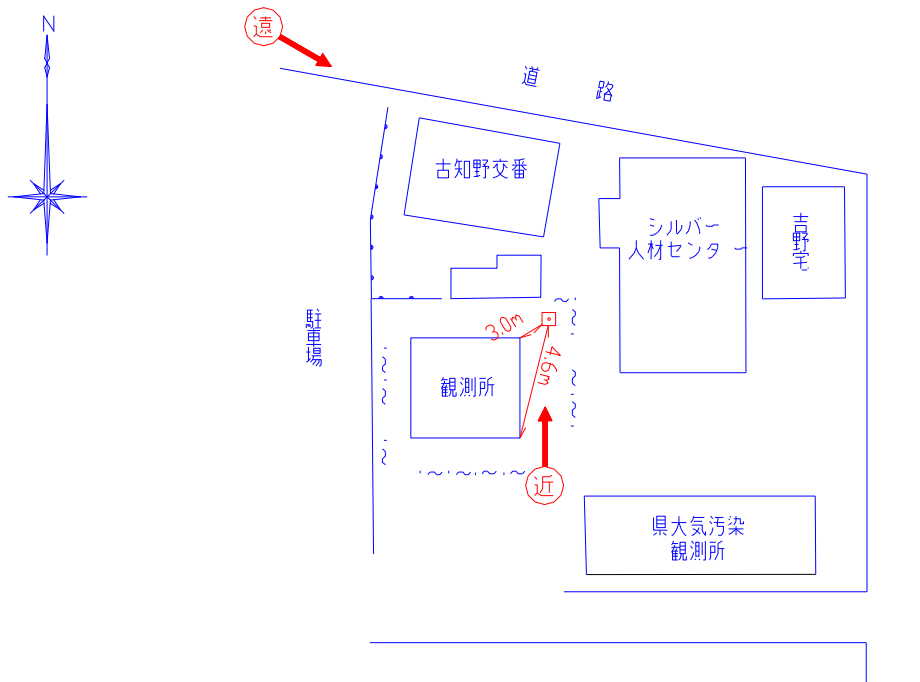 N
遠
道路
古知野交番
シルバー
人材センター
吉野宅
駐車場
3.0m
4.6m
観測所
近
県大気汚染
観測所